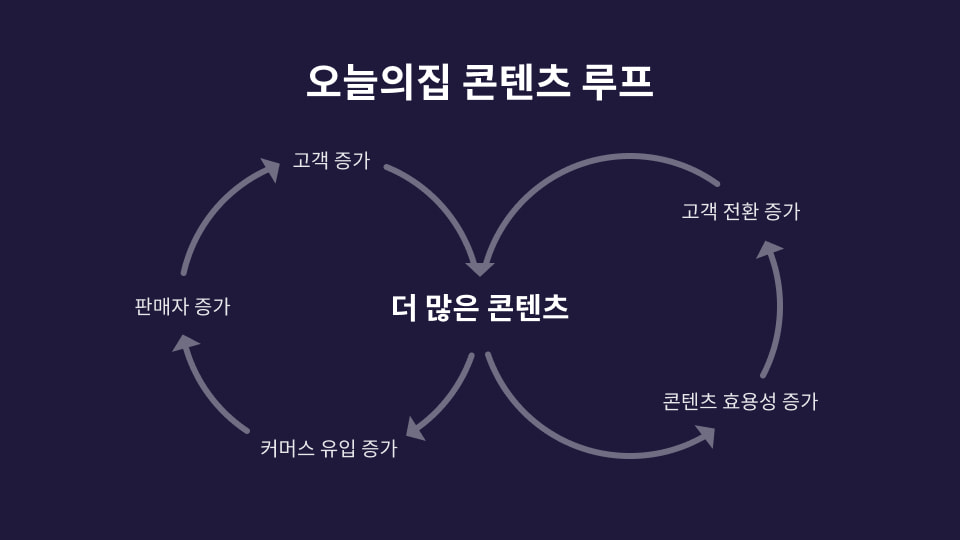 오늘의집 콘텐츠 루프
고객 증가
고객 전환 증가
판매자 증가
더 많은 콘텐츠
콘텐츠 효용성 증가
커머스 유입 증가